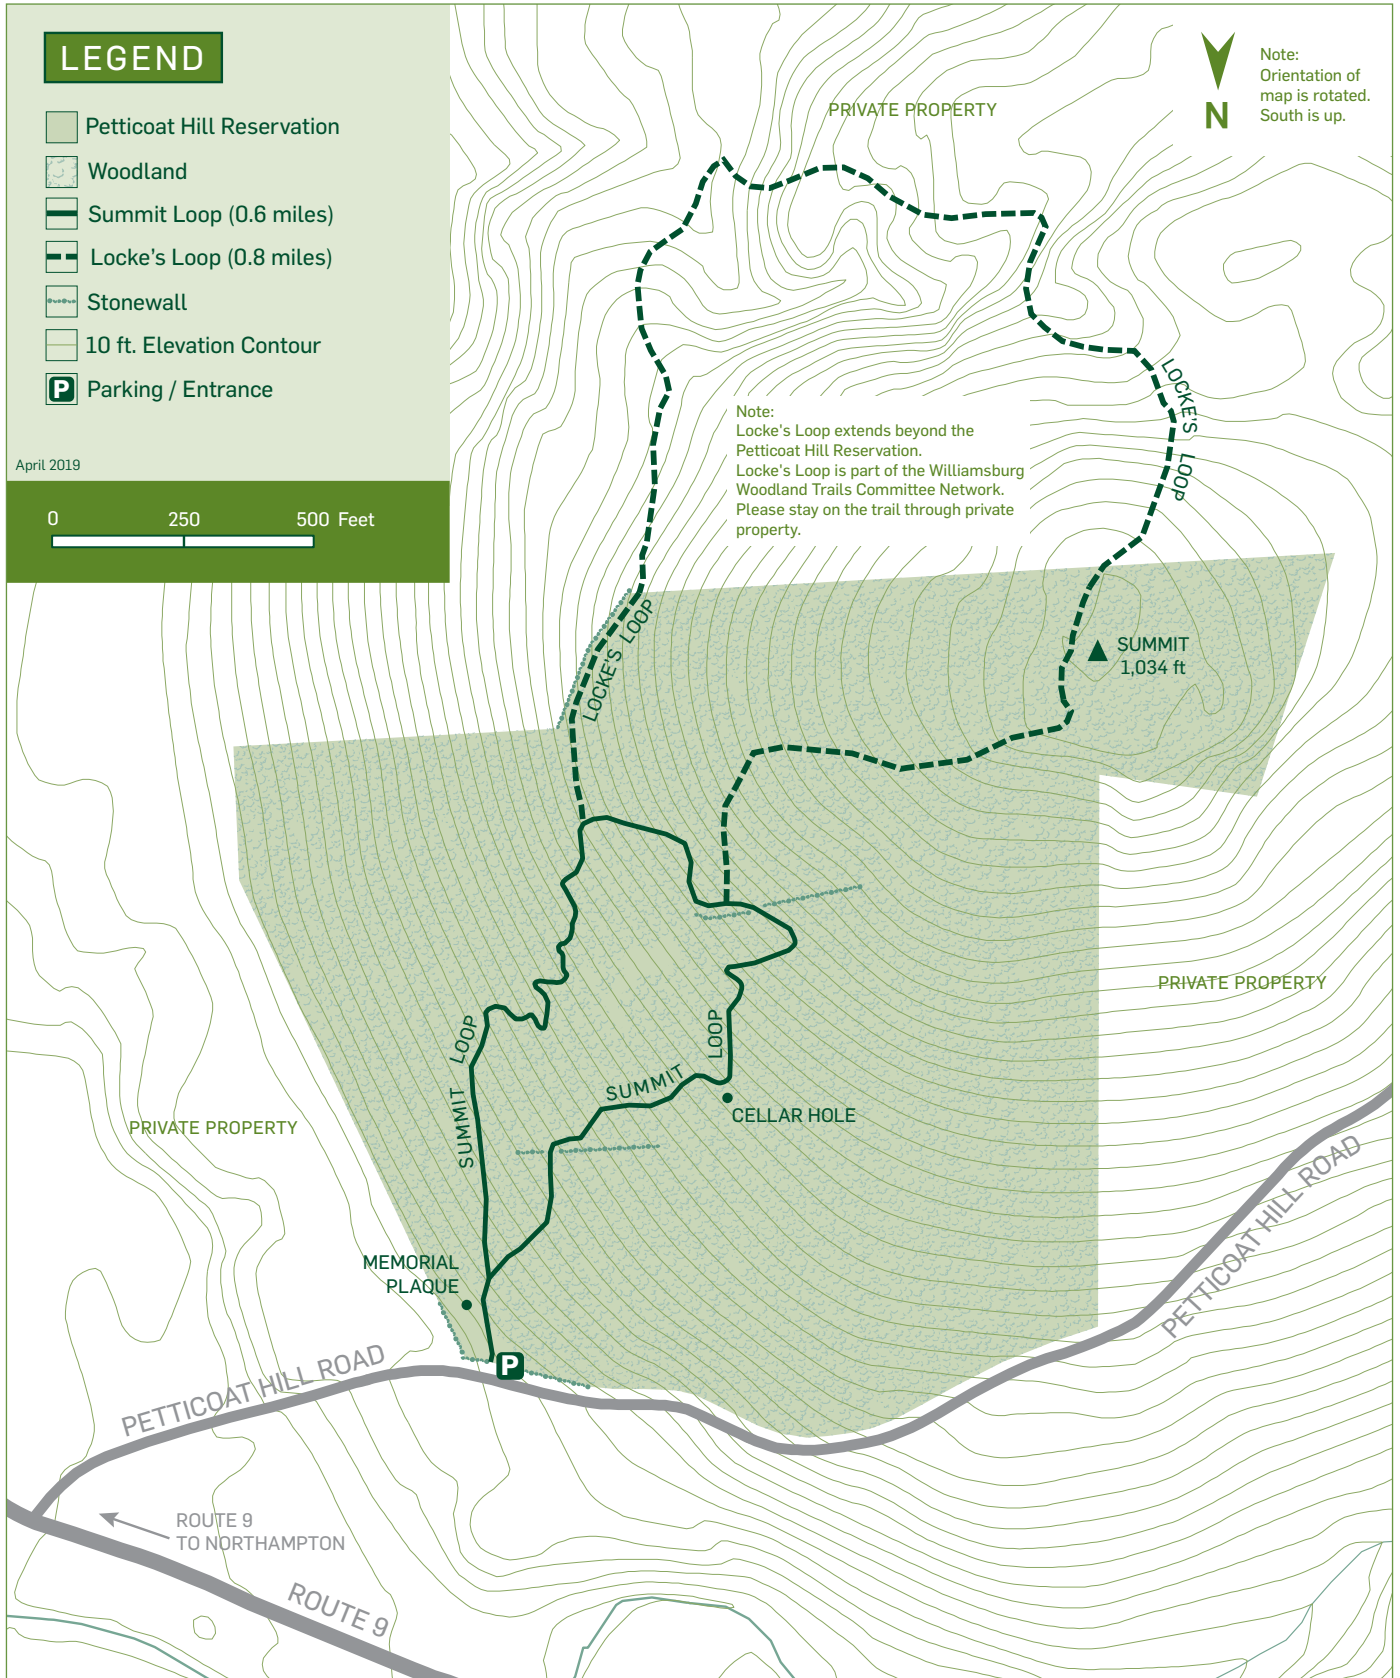 LEGEND
Petticoat Hill Reservation
Woodland
Summit Loop (0.6 miles)
Locke's Loop (0.8 miles)
Stonewall
10 ft. Elevation Contour
P Parking / Entrance
April 2019
0 250 500 Feet
N
Note:
Orientation of
map is rotated.
South is up.
PRIVATE PROPERTY
LOCKE'S LOOP
Note:
Locke's Loop extends beyond the
Petticoat Hill Reservation.
Locke's Loop is part of the Williamsburg
Woodland Trails Committee Network.
Please stay on the trail through private
property.
LOCKE'S LOOP
SUMMIT
1,034 ft
PRIVATE PROPERTY
SUMMIT LOOP
SUMMIT LOOP
CELLAR HOLE
PRIVATE PROPERTY
MEMORIAL
PLAQUE
P
PETTICOAT HILL ROAD
PETTICOAT HILL ROAD
ROUTE 9
TO NORTHAMPTON
ROUTE 9